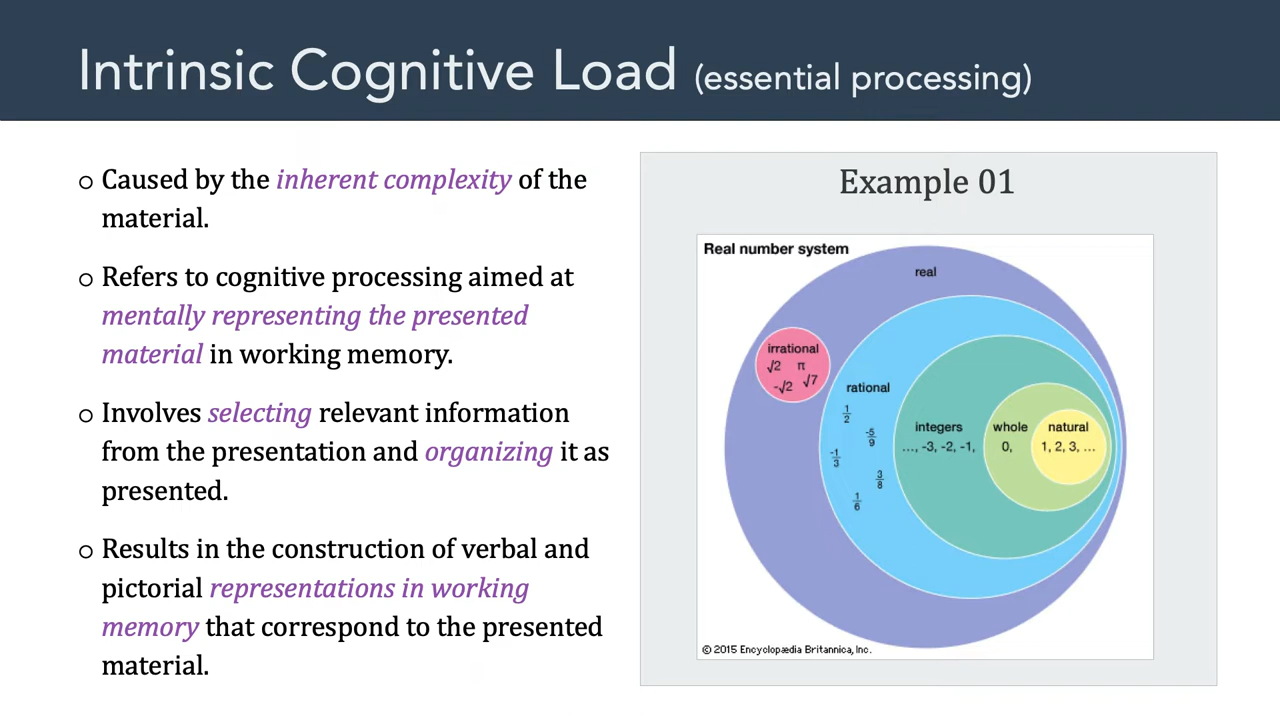 Intrinsic Cognitive Load (essential processing)
○ Caused by the inherent complexity of the
material.
○ Refers to cognitive processing aimed at
mentally representing the presented
material in working memory.
○ Involves selecting relevant information
from the presentation and organizing it as
presented.
○ Results in the construction of verbal and
pictorial representations in working
memory that correspond to the presented
material.
Example 01
Real number system
real
irrational
√2 π
-√2 √7
rational
1/2
-5/9
-1/3
3/8
1/6
integers
..., -3, -2, -1,
whole
0,
natural
1, 2, 3, ...
© 2015 Encyclopædia Britannica, Inc.